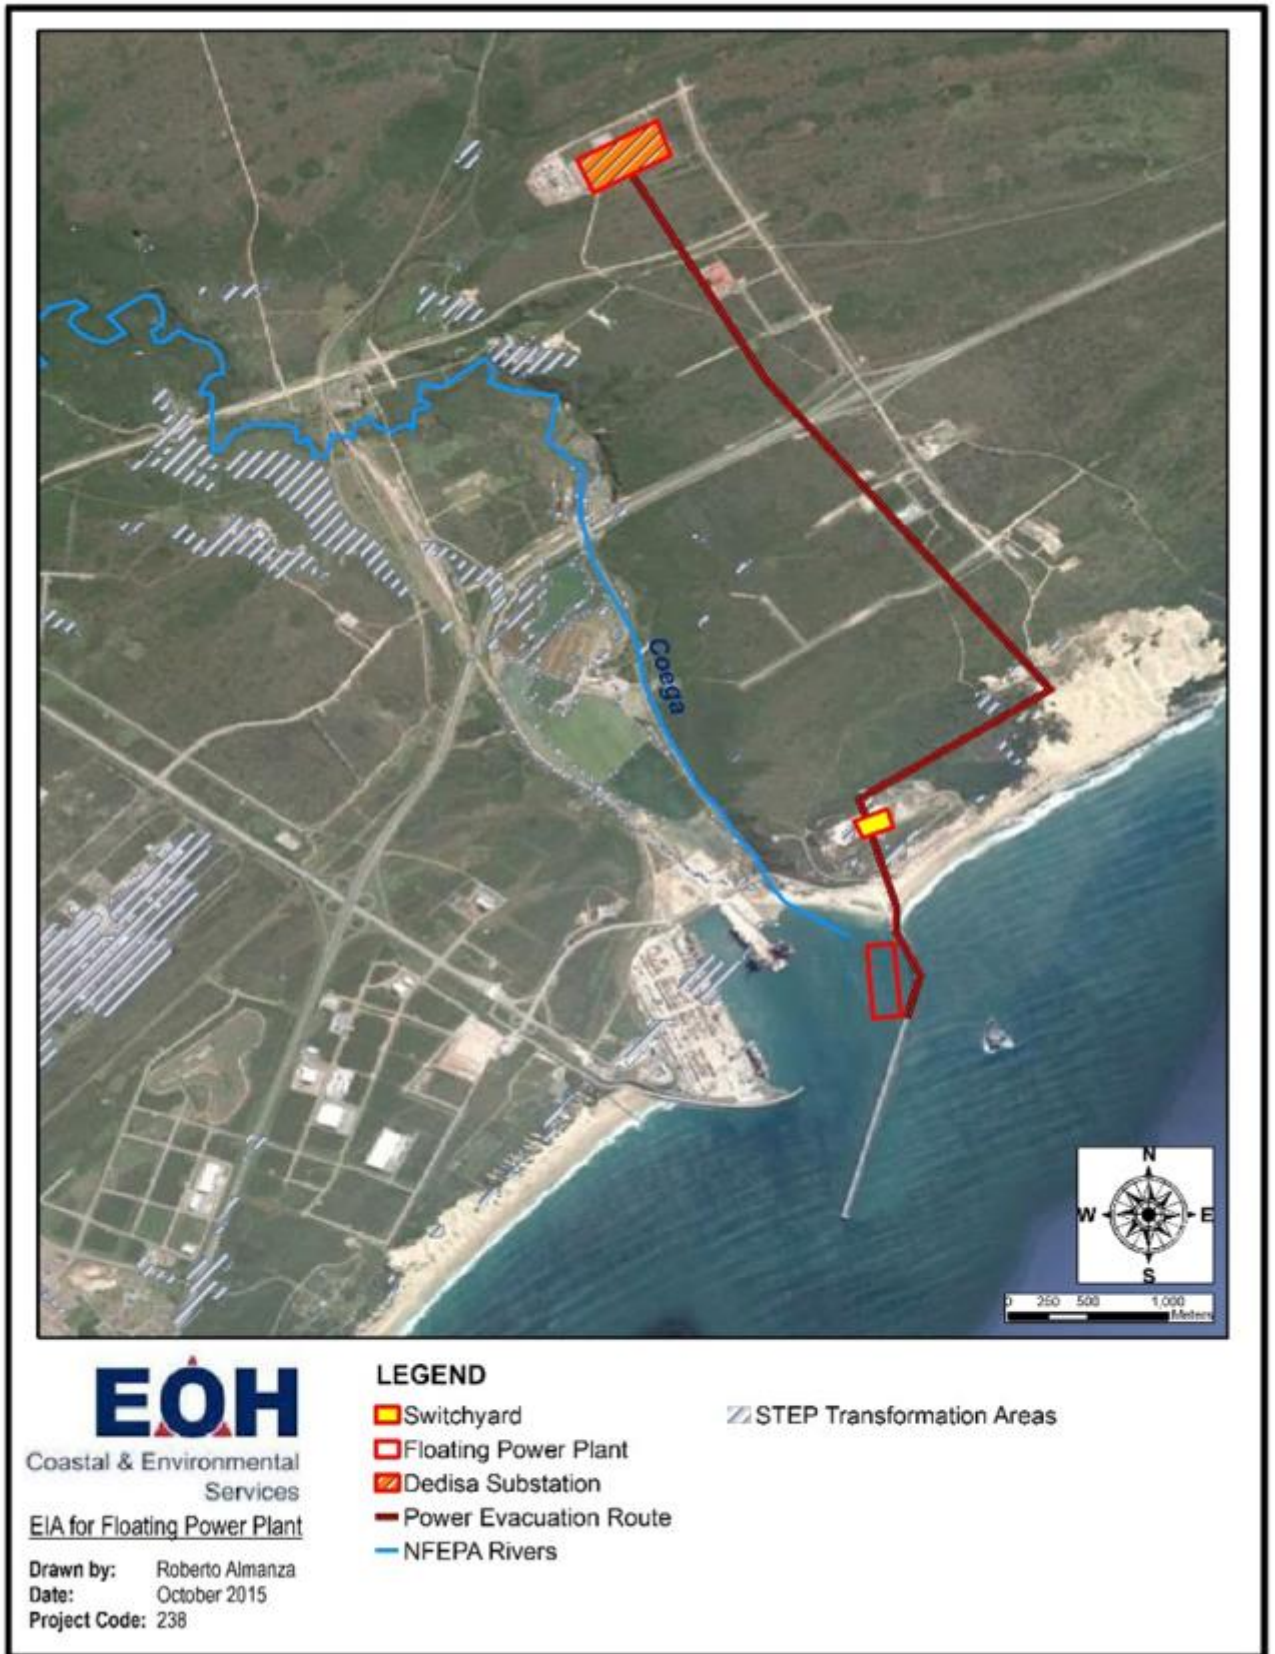 Coega
N
W
E
S
0 250 500 1,000
Meters
EOH
Coastal & Environmental
Services
EIA for Floating Power Plant
Drawn by: Roberto Almanza
Date: October 2015
Project Code: 238
LEGEND
Switchyard
Floating Power Plant
Dedisa Substation
Power Evacuation Route
NFEPA Rivers
STEP Transformation Areas